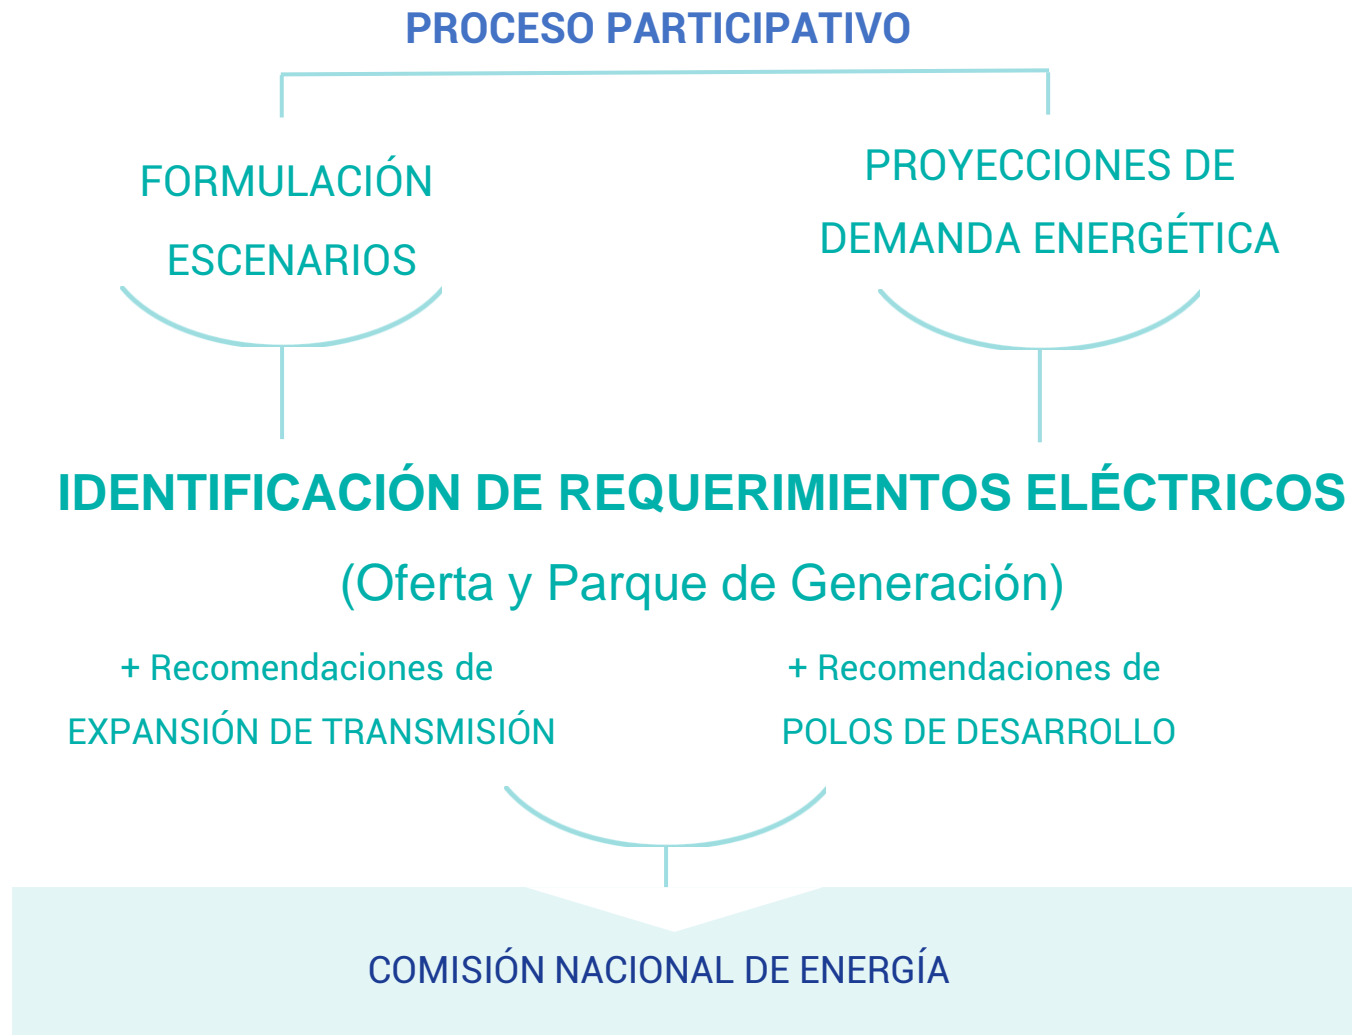 PROCESO PARTICIPATIVO
FORMULACIÓN
ESCENARIOS
PROYECCIONES DE
DEMANDA ENERGÉTICA
IDENTIFICACIÓN DE REQUERIMIENTOS ELÉCTRICOS
(Oferta y Parque de Generación)
+ Recomendaciones de
EXPANSIÓN DE TRANSMISIÓN
+ Recomendaciones de
POLOS DE DESARROLLO
COMISIÓN NACIONAL DE ENERGÍA